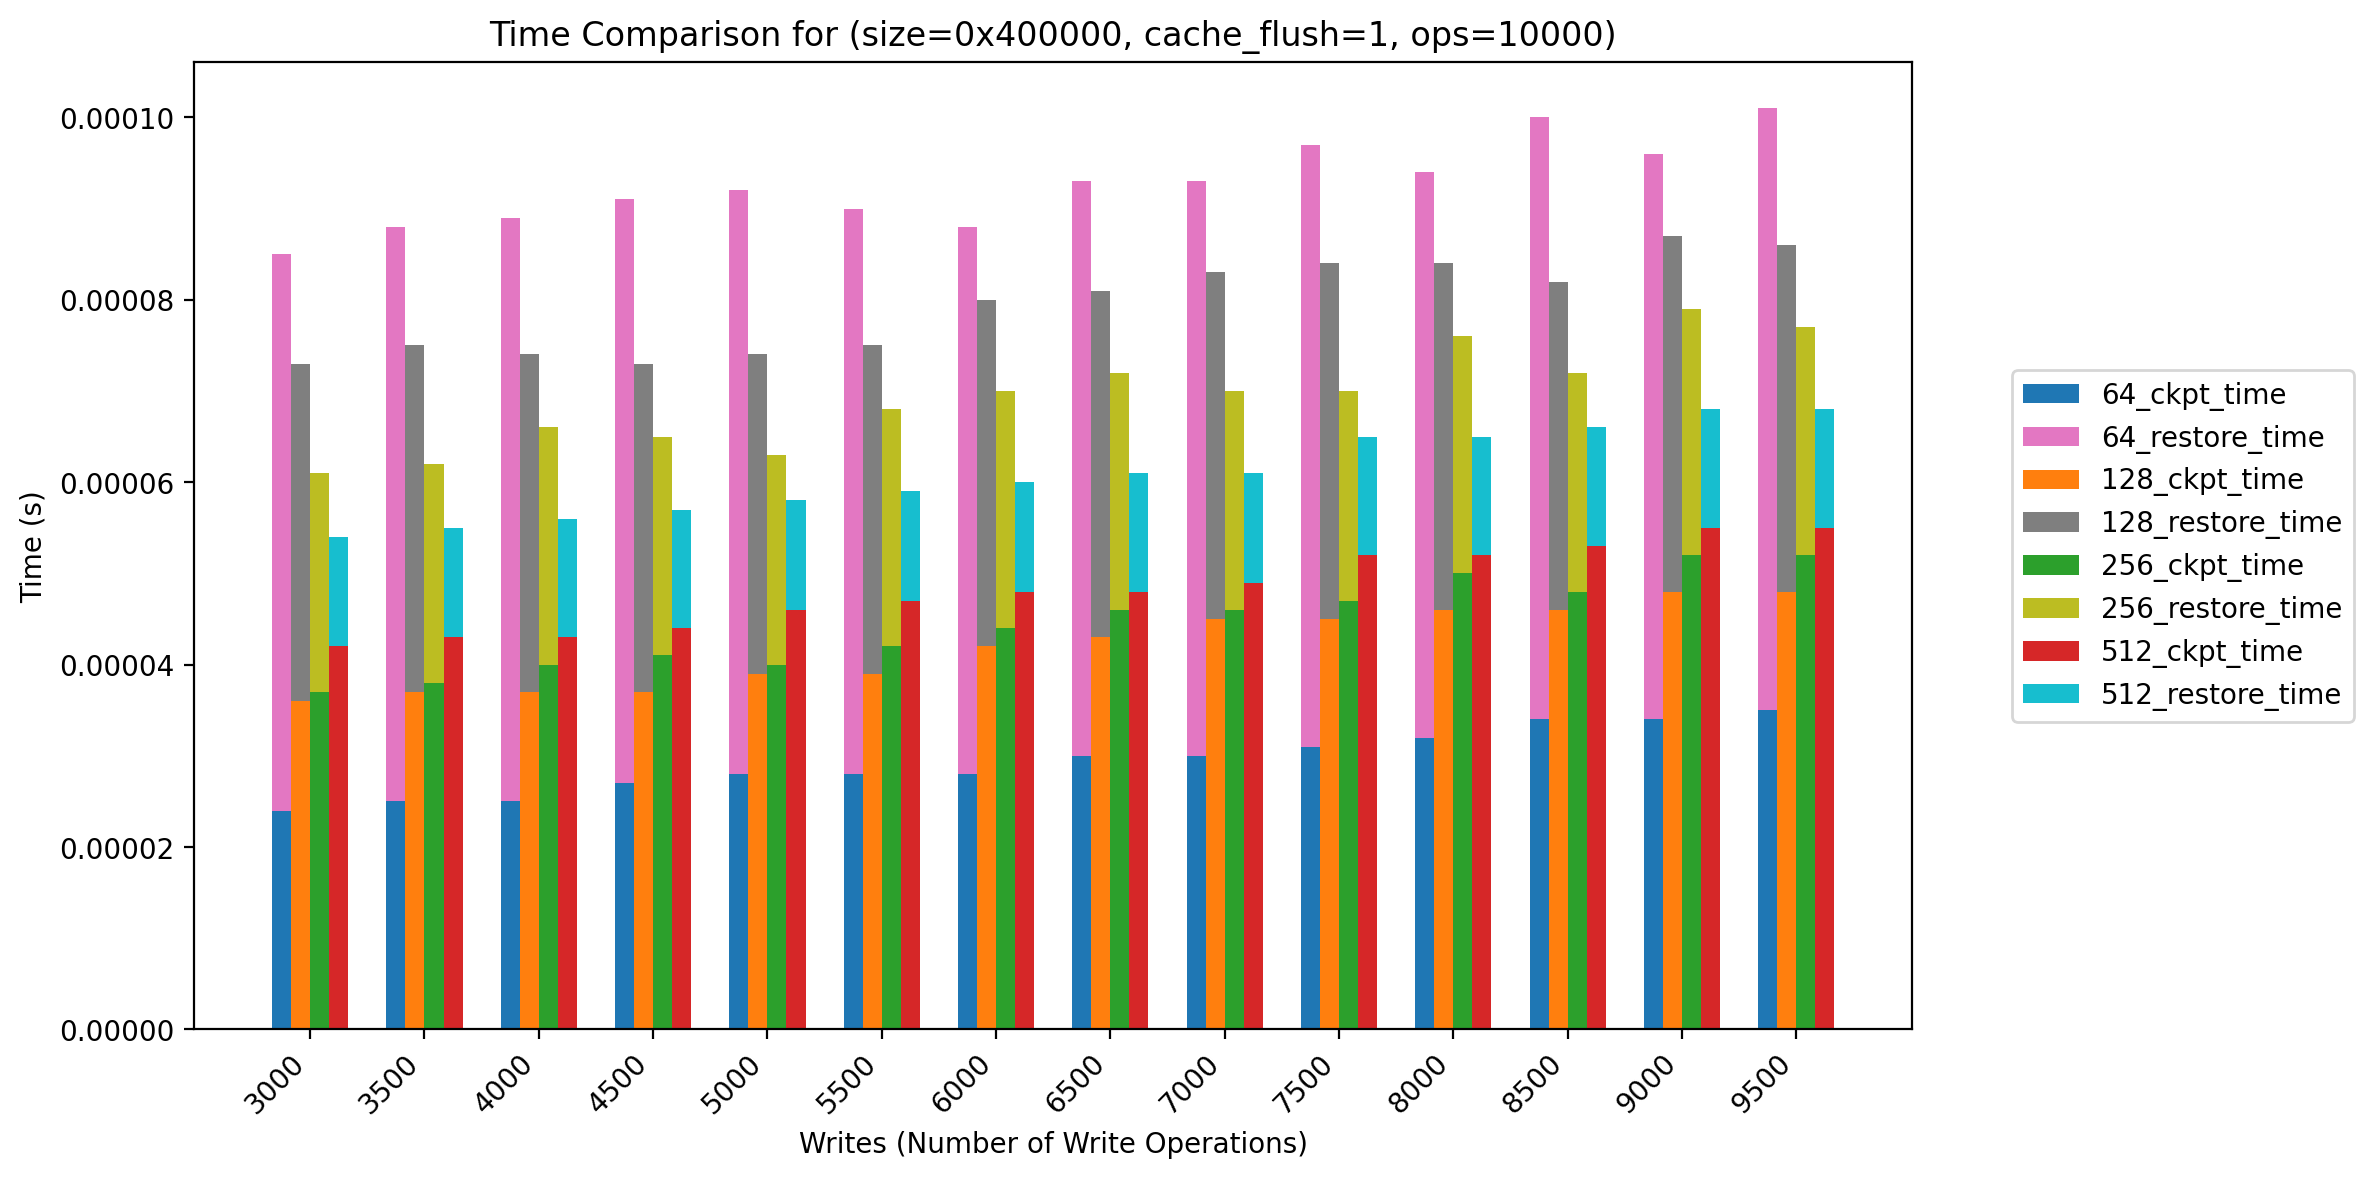 Time Comparison for (size=0x400000, cache_flush=1, ops=10000)
0.00010
0.00008
0.00006
0.00004
0.00002
0.00000
Time (s)
3000
3500
4000
4500
5000
5500
6000
6500
7000
7500
8000
8500
9000
9500
Writes (Number of Write Operations)
64_ckpt_time
64_restore_time
128_ckpt_time
128_restore_time
256_ckpt_time
256_restore_time
512_ckpt_time
512_restore_time